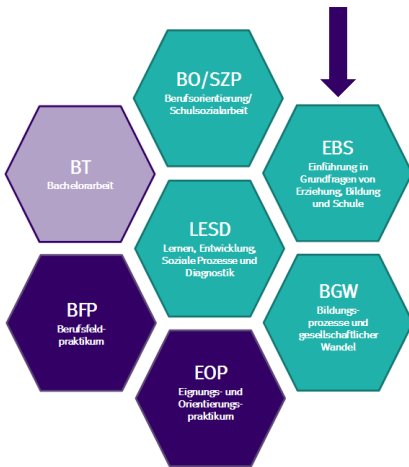 BO/SZP
Berufsorientierung/
Schulsozialarbeit
EBS
Einführung in
Grundfragen von
Erziehung, Bildung
und Schule
BT
Bachelorarbeit
LESD
Lernen, Entwicklung,
Soziale Prozesse und
Diagnostik
BGW
Bildungs-
prozesse und
gesellschaftlicher
Wandel
BFP
Berufsfeld-
praktikum
EOP
Eignungs- und
Orientierungs-
praktikum